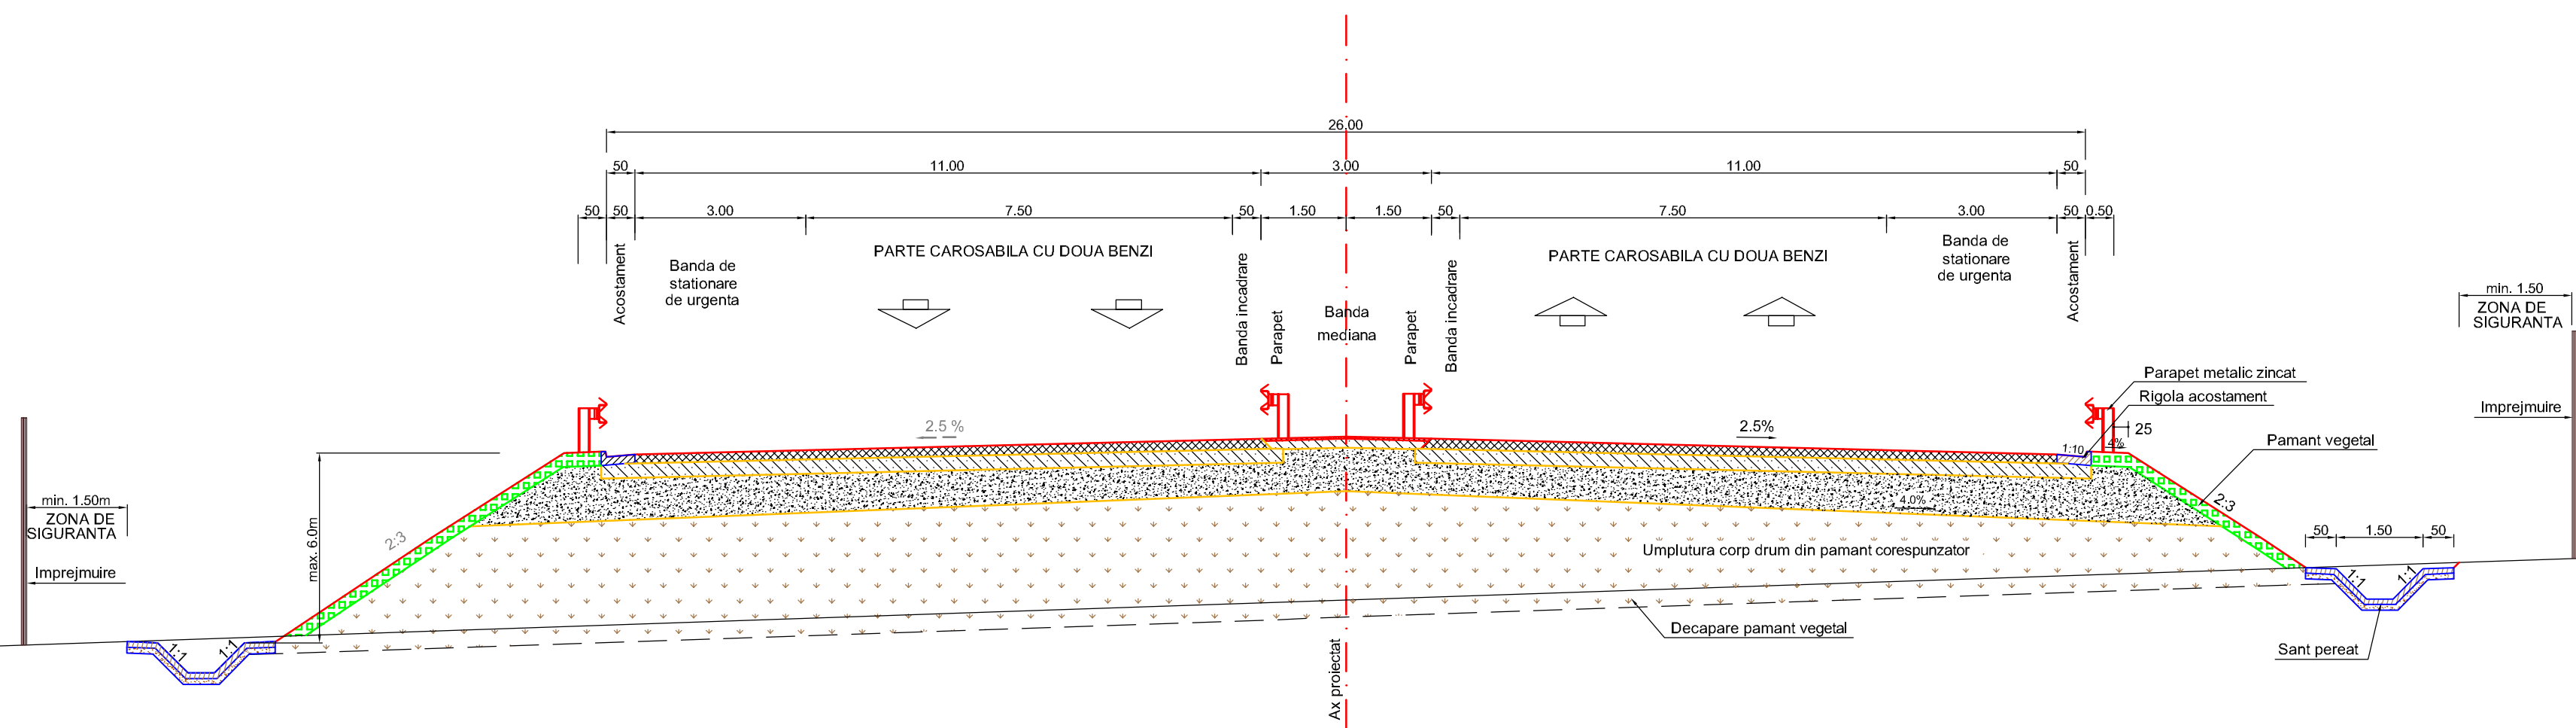 26.00
50
11.00
3.00
11.00
50
50
50
3.00
7.50
50
1.50
1.50
50
7.50
3.00
50
0.50
Acostament
Banda de
stationare
de urgenta
PARTE CAROSABILA CU DOUA BENZI
Banda incadrare
Parapet
Banda
mediana
Parapet
Banda incadrare
PARTE CAROSABILA CU DOUA BENZI
Banda de
stationare
de urgenta
Acostament
min. 1.50
ZONA DE
SIGURANTA
Parapet metalic zincat
Rigola acostament
Imprejmuire
2.5 %
2.5%
25
4%
1:10
Pamant vegetal
min. 1.50m
ZONA DE
SIGURANTA
Imprejmuire
max. 6.0m
2:3
4.0%
2:3
50
1.50
50
Umplutura corp drum din pamant corespunzator
1:1
1:1
Decapare pamant vegetal
1:1
1:1
Sant pereat
Ax proiectat